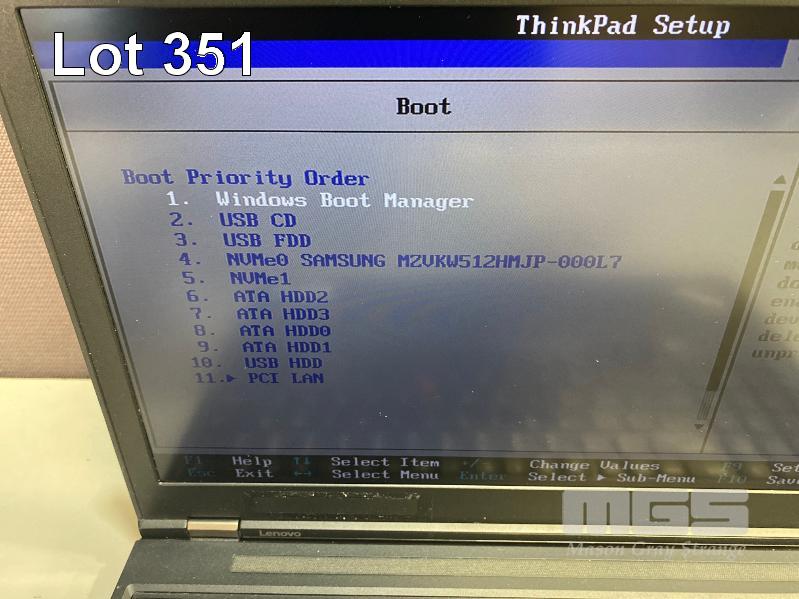 ThinkPad Setup
Lot 351
Boot
Boot Priority Order
1. Windows Boot Manager
2. USB CD
3. USB FDD
4. NVMe0 SAMSUNG MZVKW512HMJP-000L7
5. NVMe1
6. ATA HDD2
7. ATA HDD3
8. ATA HDD0
9. ATA HDD1
10. USB HDD
11.▶ PCI LAN
F1 Help ↑↓ Select Item -/ Change Values F9
Esc Exit ←→ Select Menu Enter Select ▶ Sub-Menu F10
Lenovo
MGS
Mason Gray Strange